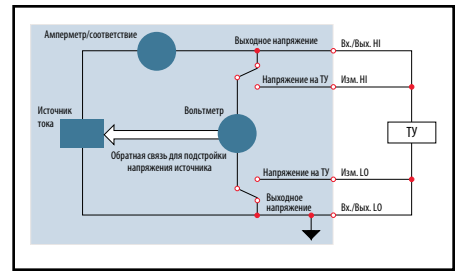 Амперметр/соответствие
Выходное напряжение
Вх./Вых. HI
Напряжение на ТУ
Изм. HI
Источник
тока
Вольтметр
ТУ
Обратная связь для подстройки
напряжения источника
Напряжение на ТУ
Изм. LO
Выходное
напряжение
Вх./Вых. LO